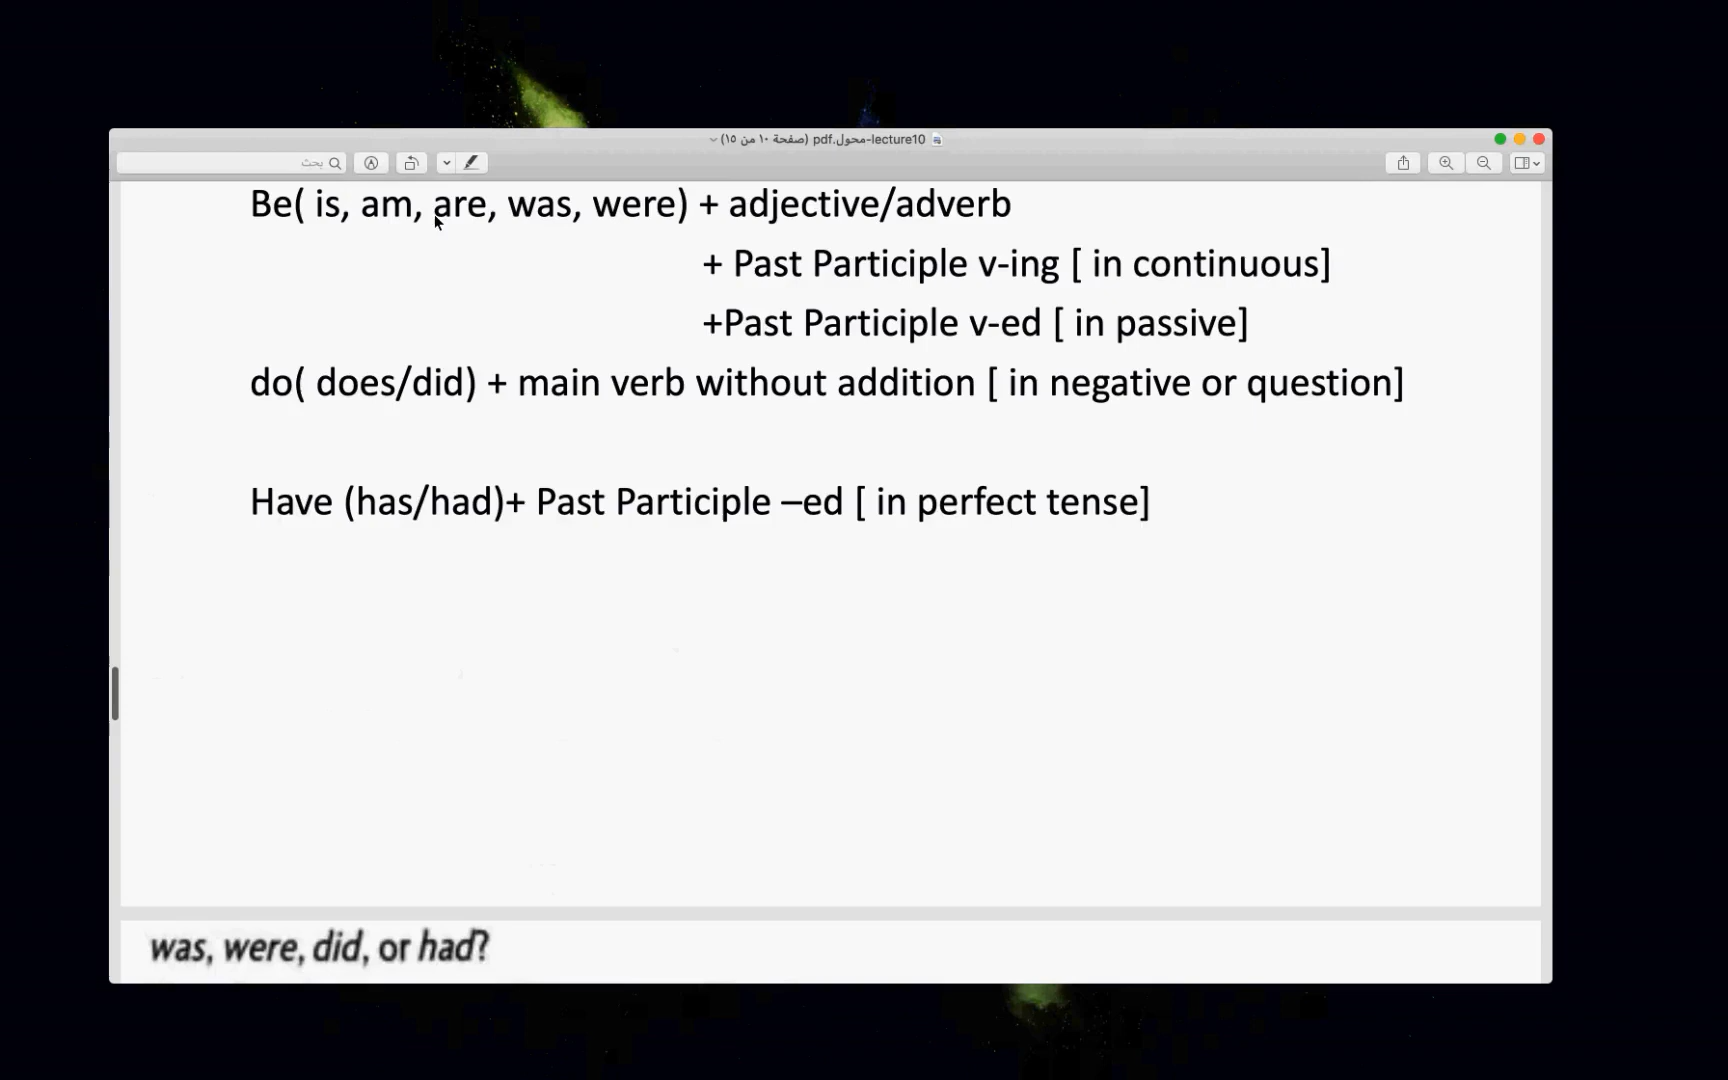 lecture10-محول.pdf (صفحة ١٠ من ١٥)
بحث
Be( is, am, are, was, were) + adjective/adverb
+ Past Participle v-ing [ in continuous]
+Past Participle v-ed [ in passive]
do( does/did) + main verb without addition [ in negative or question]
Have (has/had)+ Past Participle –ed [ in perfect tense]
was, were, did, or had?